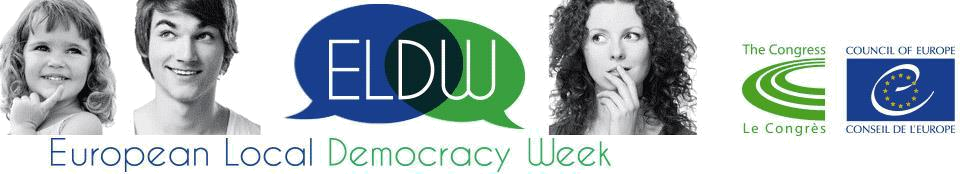 ELDW
European Local Democracy Week
The Congress
Le Congrès
COUNCIL OF EUROPE
CONSEIL DE L'EUROPE